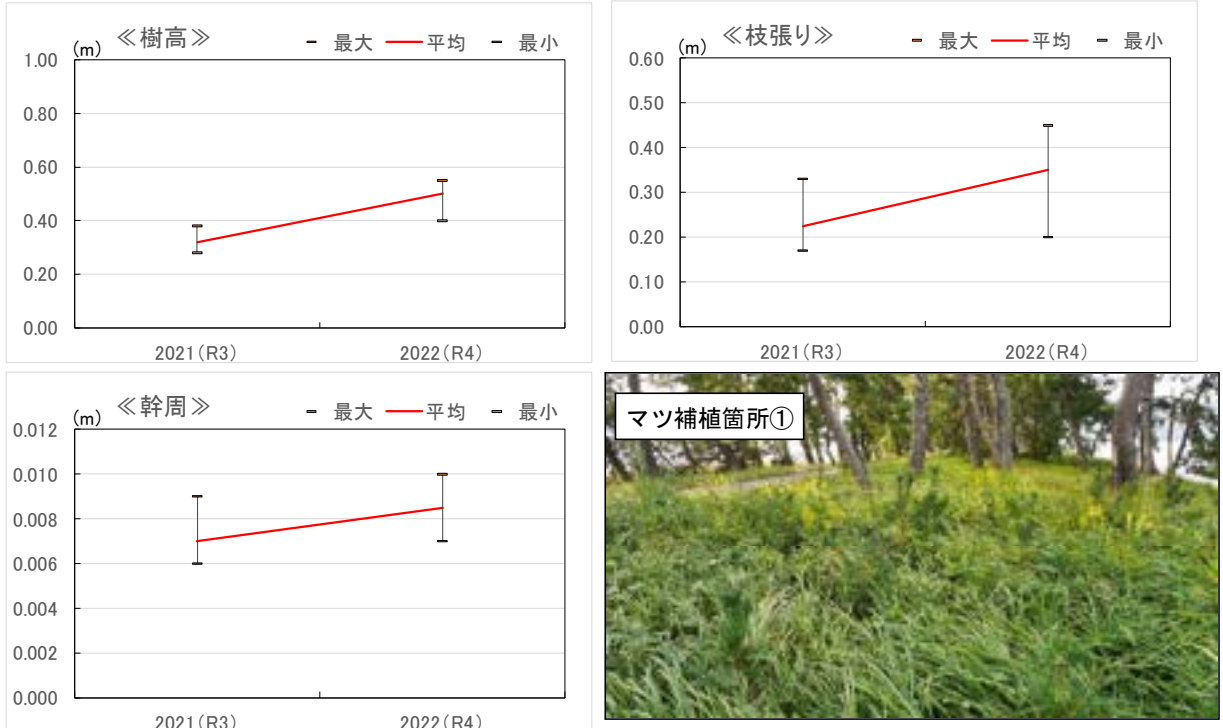 ≪樹高≫
(m)
最大 平均 最小
1.00
0.80
0.60
0.40
0.20
0.00
2021(R3) 2022(R4)
≪枝張り≫
(m)
最大 平均 最小
0.60
0.50
0.40
0.30
0.20
0.10
0.00
2021(R3) 2022(R4)
≪幹周≫
(m)
最大 平均 最小
0.012
0.010
0.008
0.006
0.004
0.002
0.000
2021(R3) 2022(R4)
マツ補植箇所①